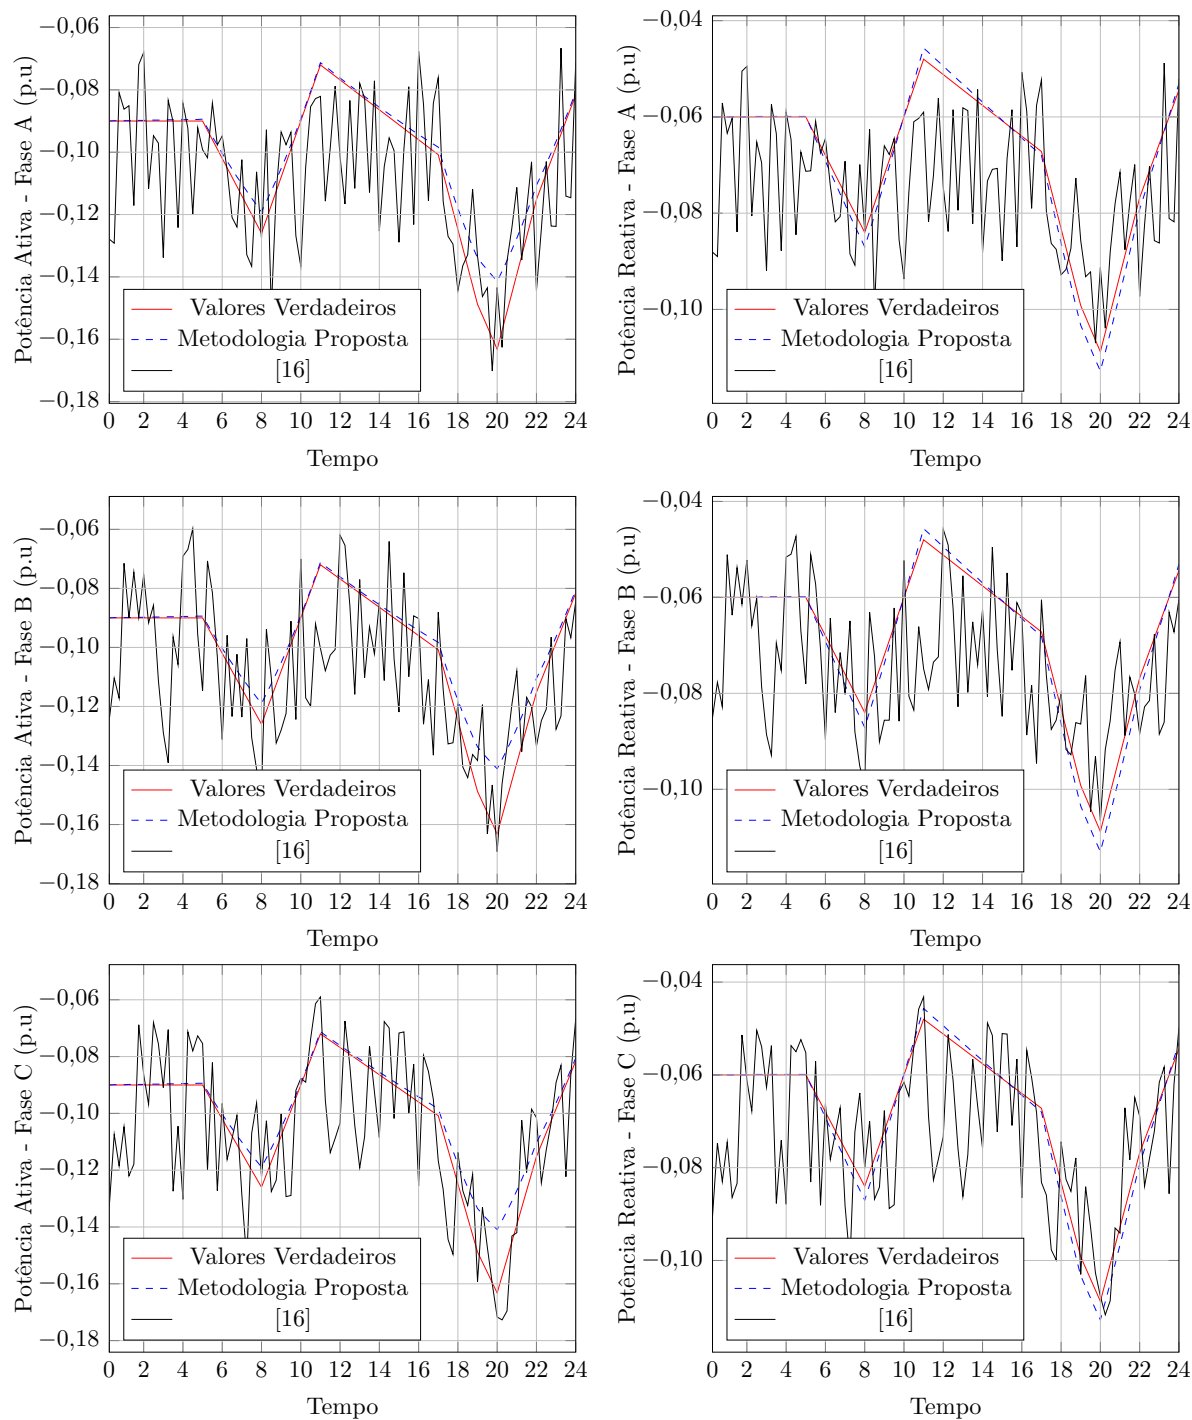 −0,06
−0,08
−0,10
−0,12
−0,14
−0,16
−0,18
Potência Ativa - Fase A (p.u)
Valores Verdadeiros
Metodologia Proposta
[16]
0 2 4 6 8 10 12 14 16 18 20 22 24
Tempo
−0,04
−0,06
−0,08
−0,10
Potência Reativa - Fase A (p.u)
Valores Verdadeiros
Metodologia Proposta
[16]
0 2 4 6 8 10 12 14 16 18 20 22 24
Tempo
−0,06
−0,08
−0,10
−0,12
−0,14
−0,16
−0,18
Potência Ativa - Fase B (p.u)
Valores Verdadeiros
Metodologia Proposta
[16]
0 2 4 6 8 10 12 14 16 18 20 22 24
Tempo
−0,04
−0,06
−0,08
−0,10
Potência Reativa - Fase B (p.u)
Valores Verdadeiros
Metodologia Proposta
[16]
0 2 4 6 8 10 12 14 16 18 20 22 24
Tempo
−0,06
−0,08
−0,10
−0,12
−0,14
−0,16
−0,18
Potência Ativa - Fase C (p.u)
Valores Verdadeiros
Metodologia Proposta
[16]
0 2 4 6 8 10 12 14 16 18 20 22 24
Tempo
−0,04
−0,06
−0,08
−0,10
Potência Reativa - Fase C (p.u)
Valores Verdadeiros
Metodologia Proposta
[16]
0 2 4 6 8 10 12 14 16 18 20 22 24
Tempo